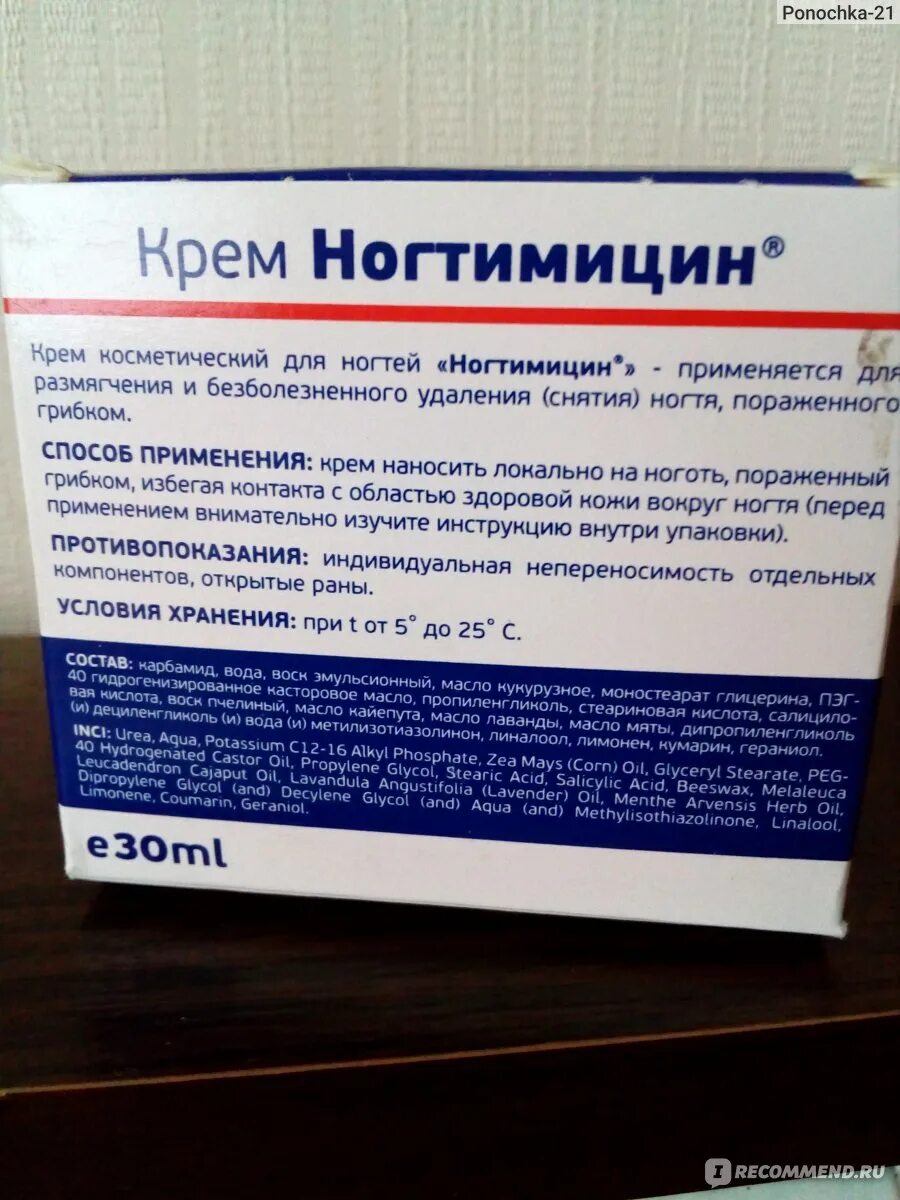 Ponochka-21
Крем Ногтимицин®
Крем косметический для ногтей «Ногтимицин®» - применяется для
размягчения и безболезненного удаления (снятия) ногтя, пораженного
грибком.
СПОСОБ ПРИМЕНЕНИЯ: крем наносить локально на ноготь, пораженный
грибком, избегая контакта с областью здоровой кожи вокруг ногтя (перед
применением внимательно изучите инструкцию внутри упаковки).
ПРОТИВОПОКАЗАНИЯ: индивидуальная непереносимость отдельных
компонентов, открытые раны.
УСЛОВИЯ ХРАНЕНИЯ: при t от 5° до 25° С.
СОСТАВ: карбамид, вода, воск эмульсионный, масло кукурузное, моностеарат глицерина, ПЭГ-
40 гидрогенизированное касторовое масло, пропиленгликоль, стеариновая кислота, салицило-
вая кислота, воск пчелиный, масло кайепута, масло лаванды, масло мяты, дипропиленгликоль
(и) дециленгликоль (и) вода (и) метилизотиазолинон, линалоол, лимонен, кумарин, гераниол.
INCI: Urea, Aqua, Potassium C12-16 Alkyl Phosphate, Zea Mays (Corn) Oil, Glyceryl Stearate, PEG-
40 Hydrogenated Castor Oil, Propylene Glycol, Stearic Acid, Salicylic Acid, Beeswax, Melaleuca
Leucadendron Cajaput Oil, Lavandula Angustifolia (Lavender) Oil, Menthe Arvensis Herb Oil,
Dipropylene Glycol (and) Decylene Glycol (and) Aqua (and) Methylisothiazolinone, Linalool,
Limonene, Coumarin, Geraniol.
e30ml
IRECOMMEND.RU